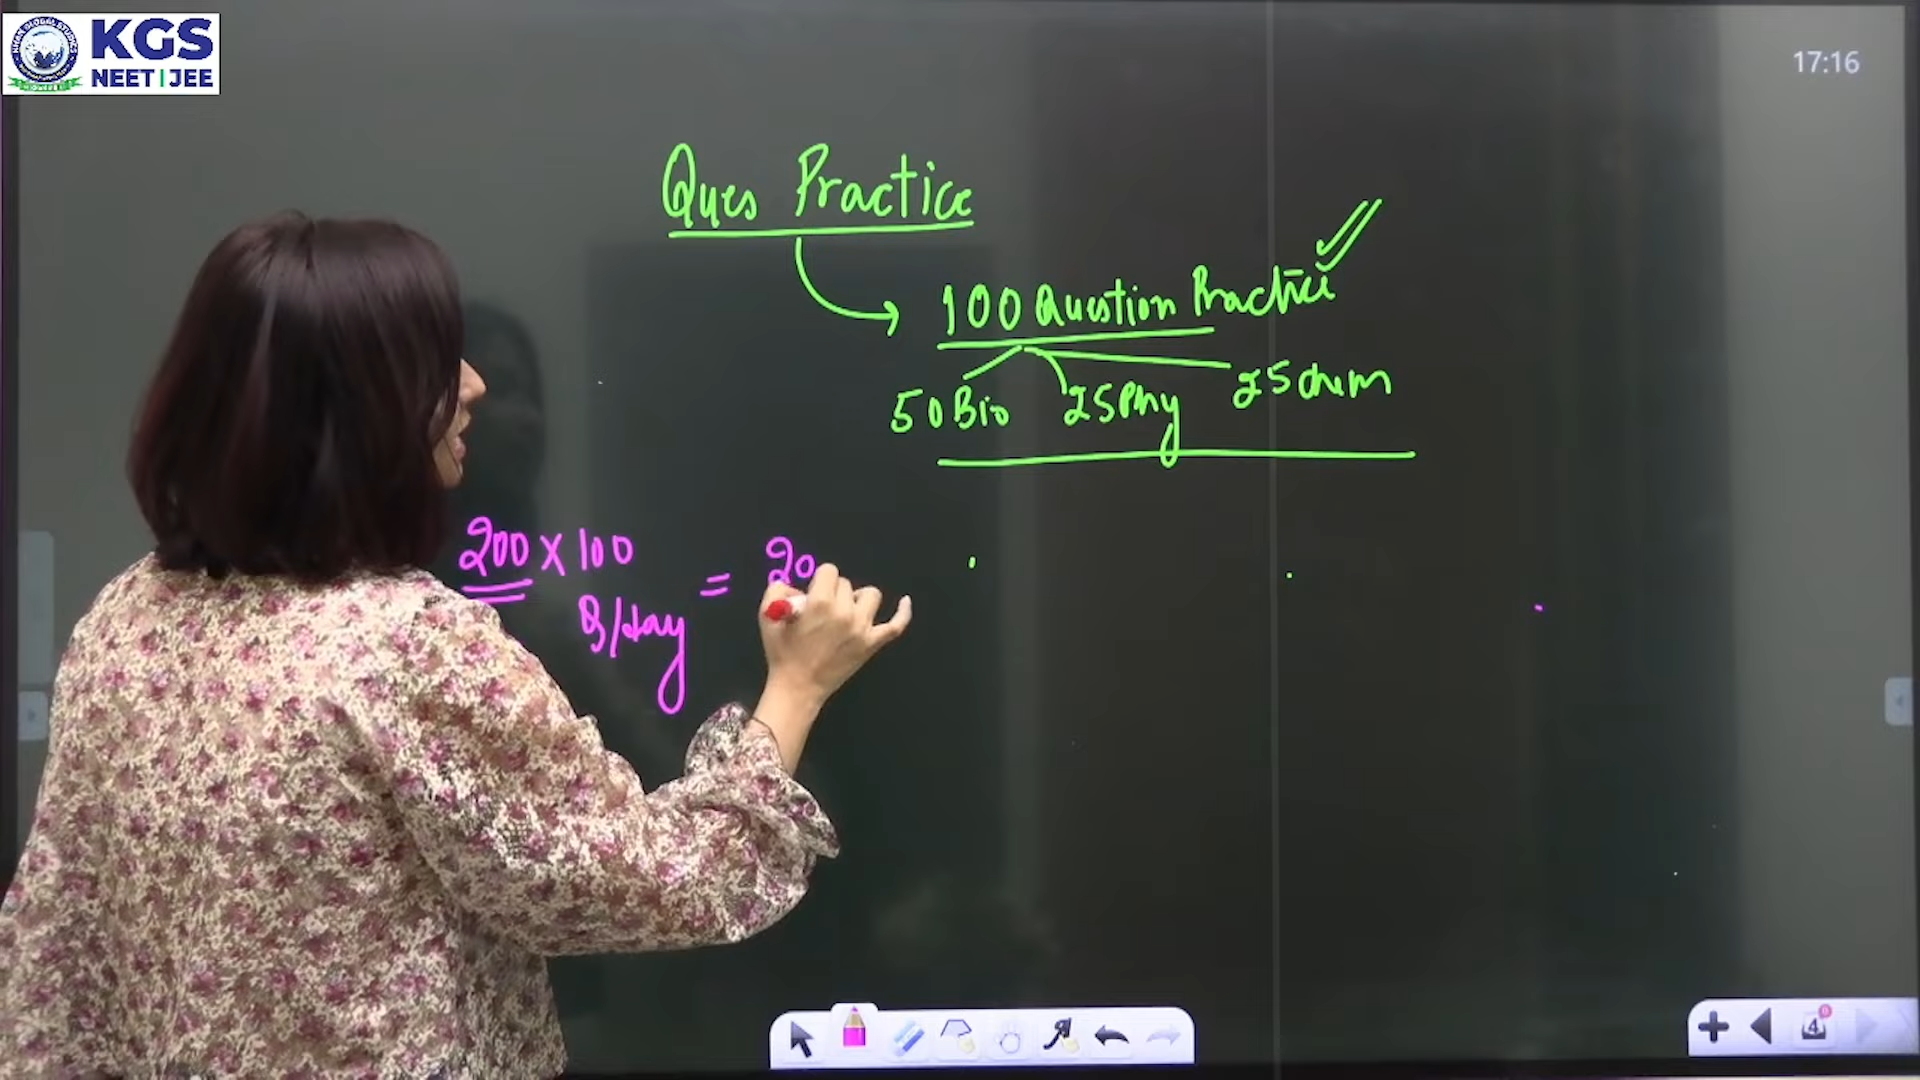 KGS
NEET | JEE
17:16
Ques Practice
100 Question Practice
50 Bio 25 Phy 25 Chem
200 x 100
Q/day
= 20
4